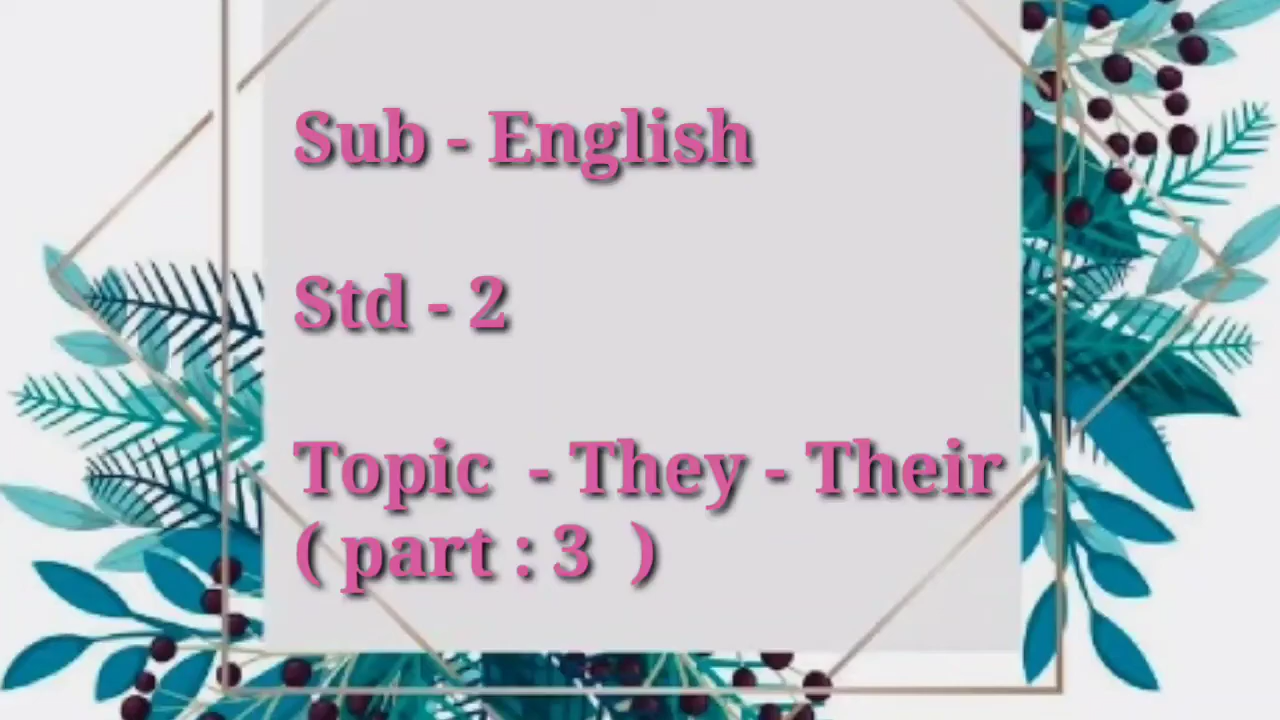 Sub - English
Std - 2
Topic - They - Their
( part : 3 )